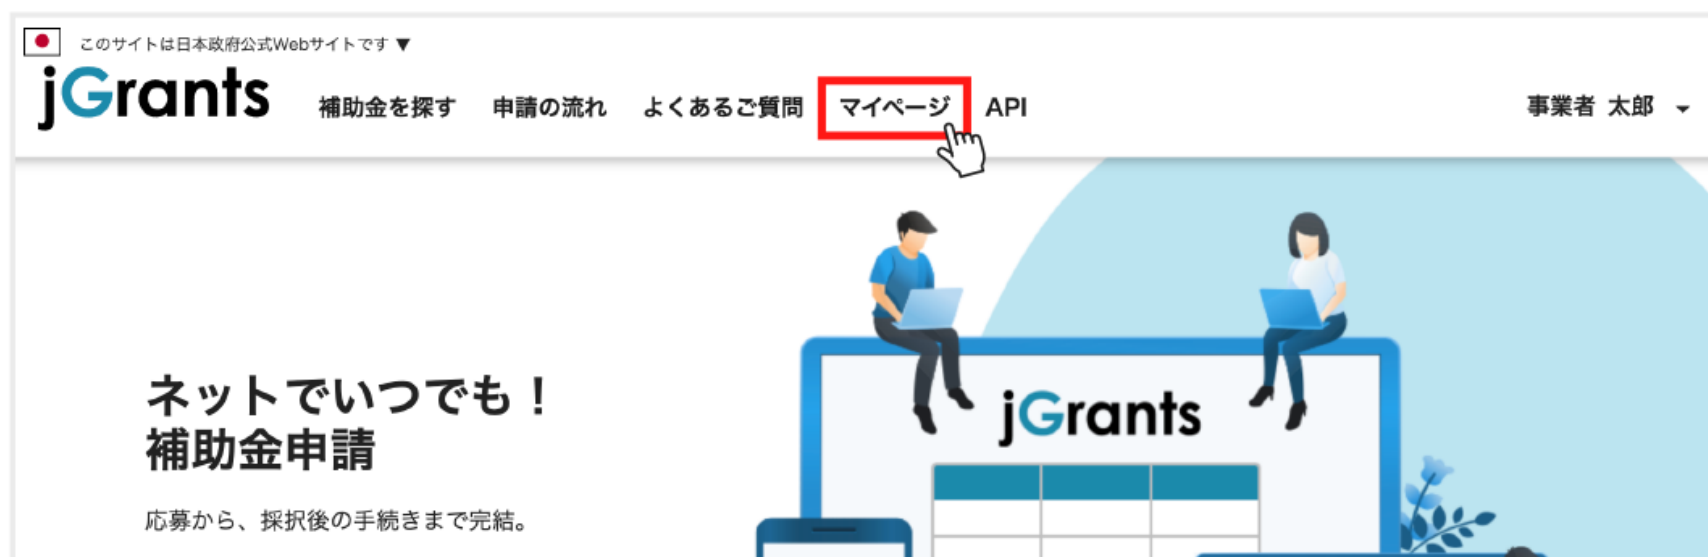 このサイトは日本政府公式Webサイトです ▼
jGrants 補助金を探す 申請の流れ よくあるご質問 マイページ API 事業者 太郎
ネットでいつでも！
補助金申請
応募から、採択後の手続きまで完結。
jGrants